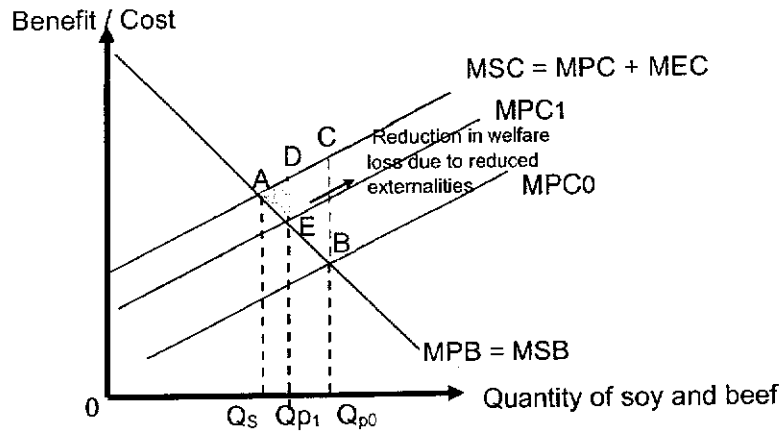 Benefit / Cost
MSC = MPC + MEC
MPC1
C
Reduction in welfare
D
loss due to reduced
A
externalities
MPC0
E
B
MPB = MSB
0
Qs Qp1 Qp0
Quantity of soy and beef